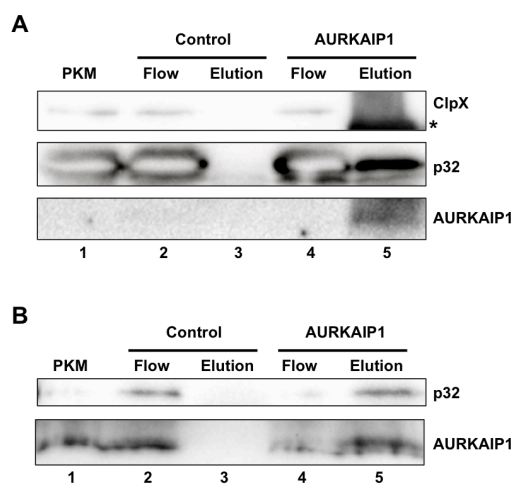 A
Control AURKAIP1
PKM Flow Elution Flow Elution
ClpX
*
p32
AURKAIP1
1 2 3 4 5
B
Control AURKAIP1
PKM Flow Elution Flow Elution
p32
AURKAIP1
1 2 3 4 5